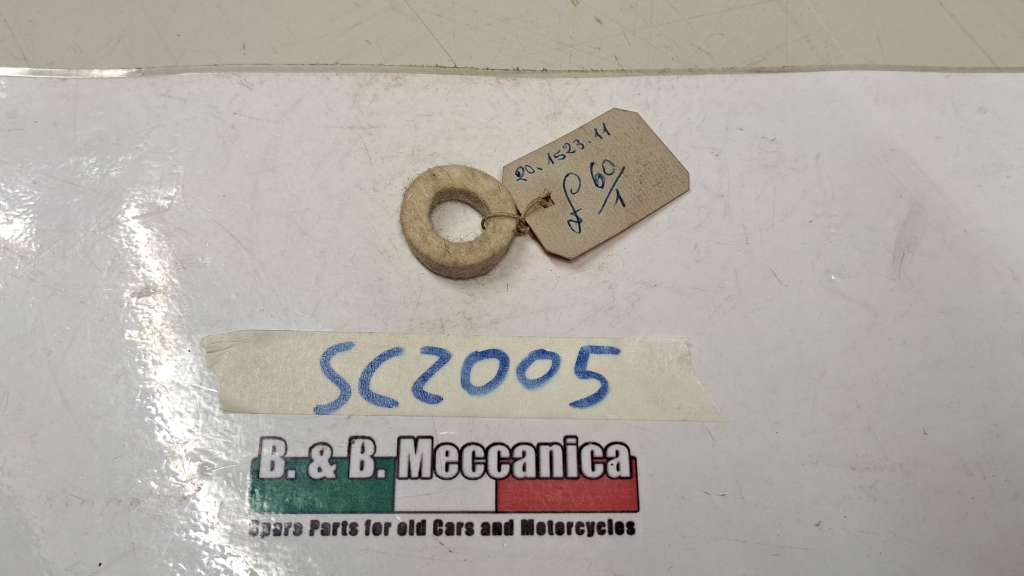 20.1523.11
£ 60/1
SC2005
B. & B. Meccanica
Spare Parts for old Cars and Motorcycles